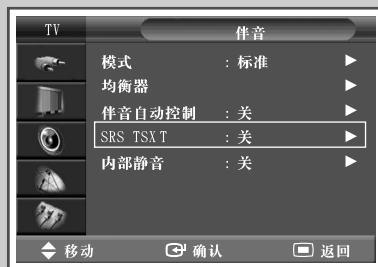 TV 伴音
模式 : 标准 ▶
均衡器 ▶
伴音自动控制 : 关 ▶
SRS TSXT : 关 ▶
内部静音 : 关 ▶
移动 确认 返回